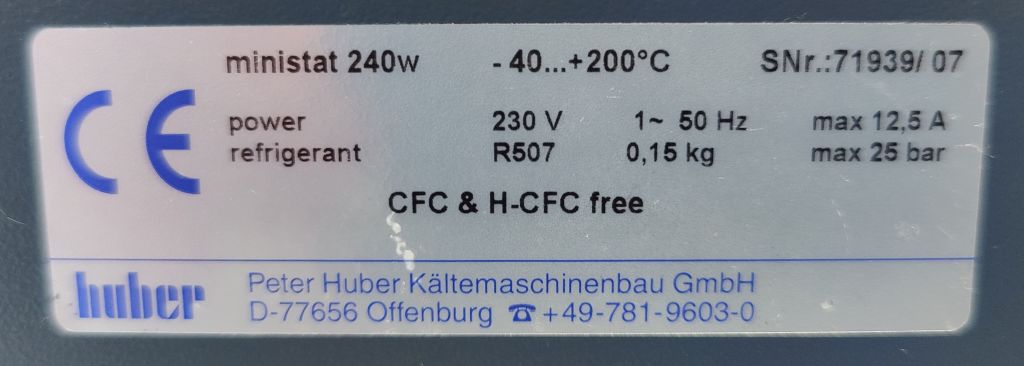 ministat 240w - 40...+200°C SNr.:71939/ 07
CE
power 230 V 1~ 50 Hz max 12,5 A
refrigerant R507 0,15 kg max 25 bar
CFC & H-CFC free
huber
Peter Huber Kältemaschinenbau GmbH
D-77656 Offenburg ☎ +49-781-9603-0